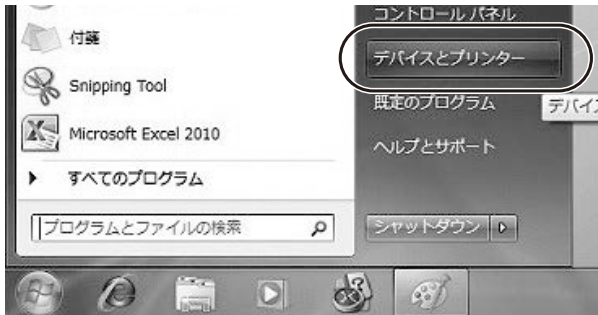 付箋
Snipping Tool
Microsoft Excel 2010
すべてのプログラム
プログラムとファイルの検索
コントロール パネル
デバイスとプリンター
既定のプログラム
デバイス
ヘルプとサポート
シャットダウン